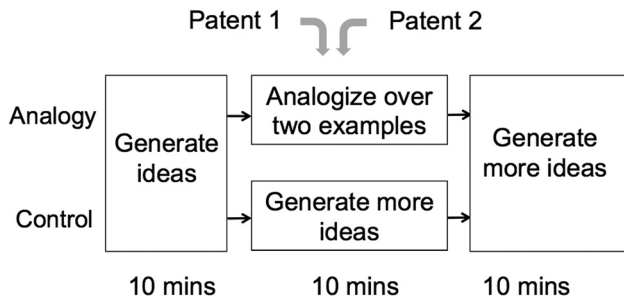 Patent 1 Patent 2
Analogy
Control
Generate
ideas
Analogize over
two examples
Generate more
ideas
Generate
more ideas
10 mins 10 mins 10 mins